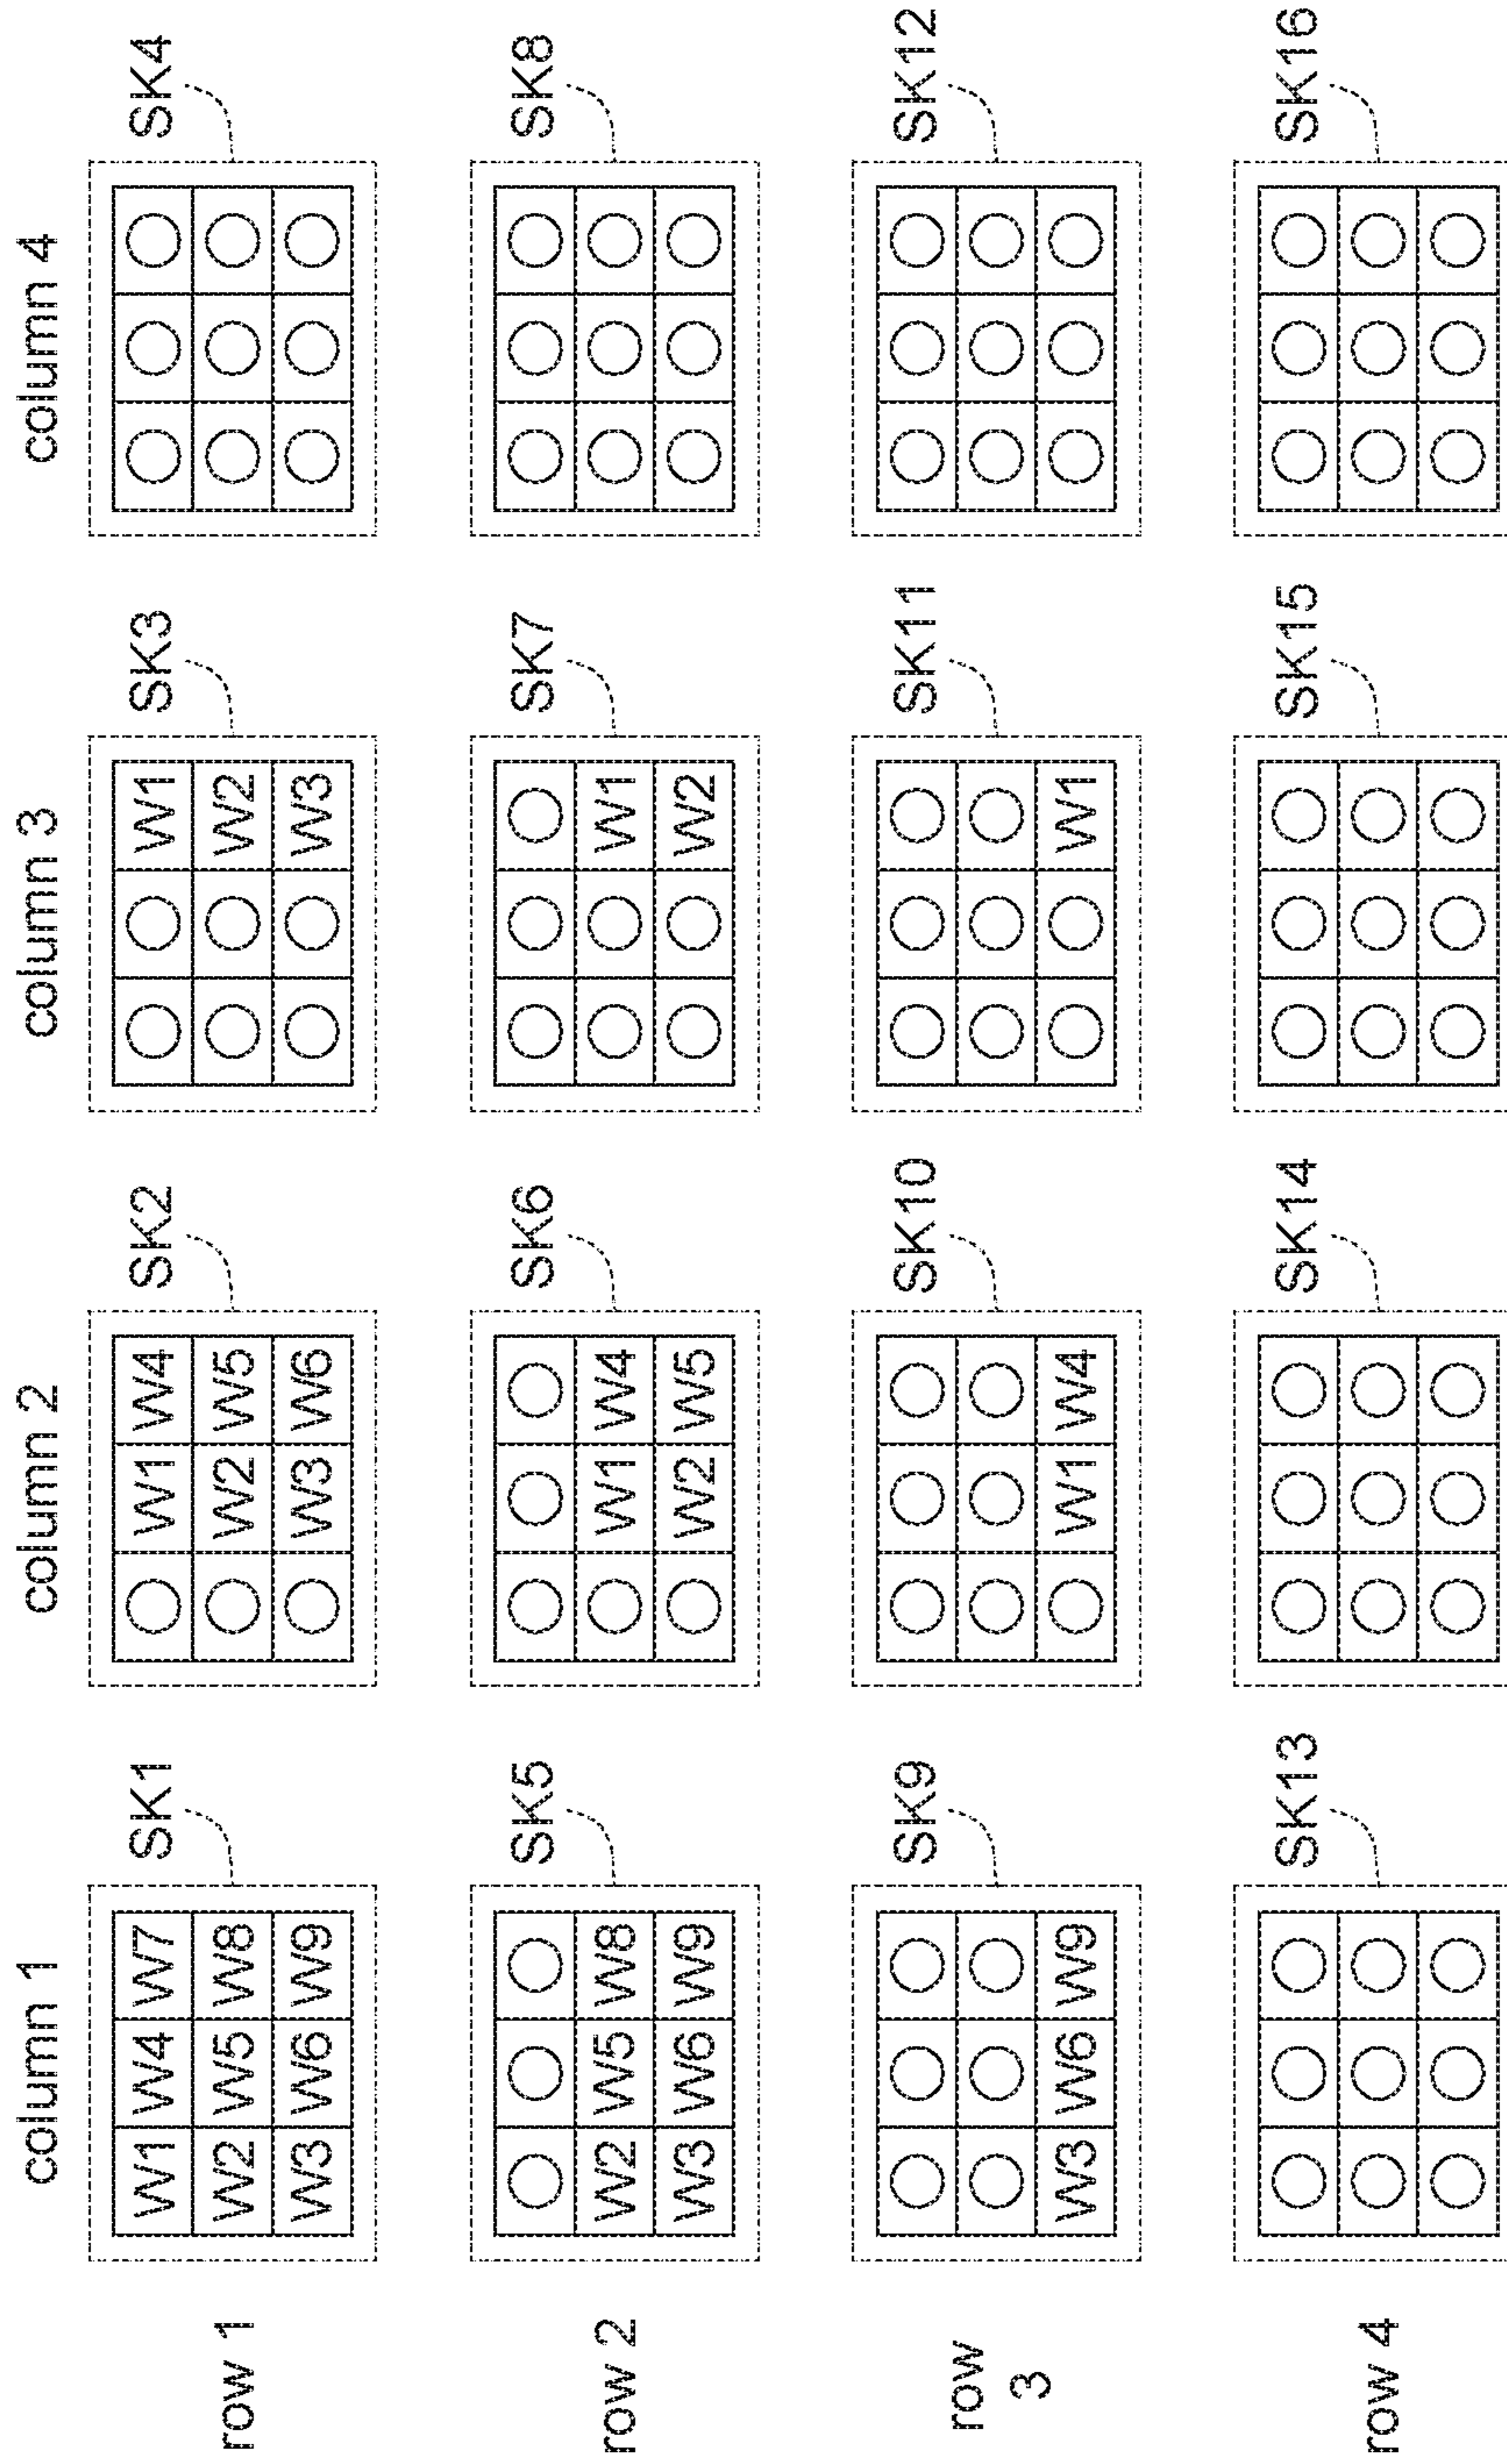 column 1 column 2 column 3 column 4
W1 W4 W7 SK1 W1 W4 SK2 W1 SK3 SK4
row 1 W2 W5 W8 W2 W5 W2
W3 W6 W9 W3 W6 W3
SK5 SK6 SK7 SK8
row 2 W2 W5 W8 W1 W4 W1
W3 W6 W9 W2 W5 W2
SK9 SK10 SK11 SK12
row
3 W3 W6 W9 W1 W4 W1
SK13 SK14 SK15 SK16
row 4